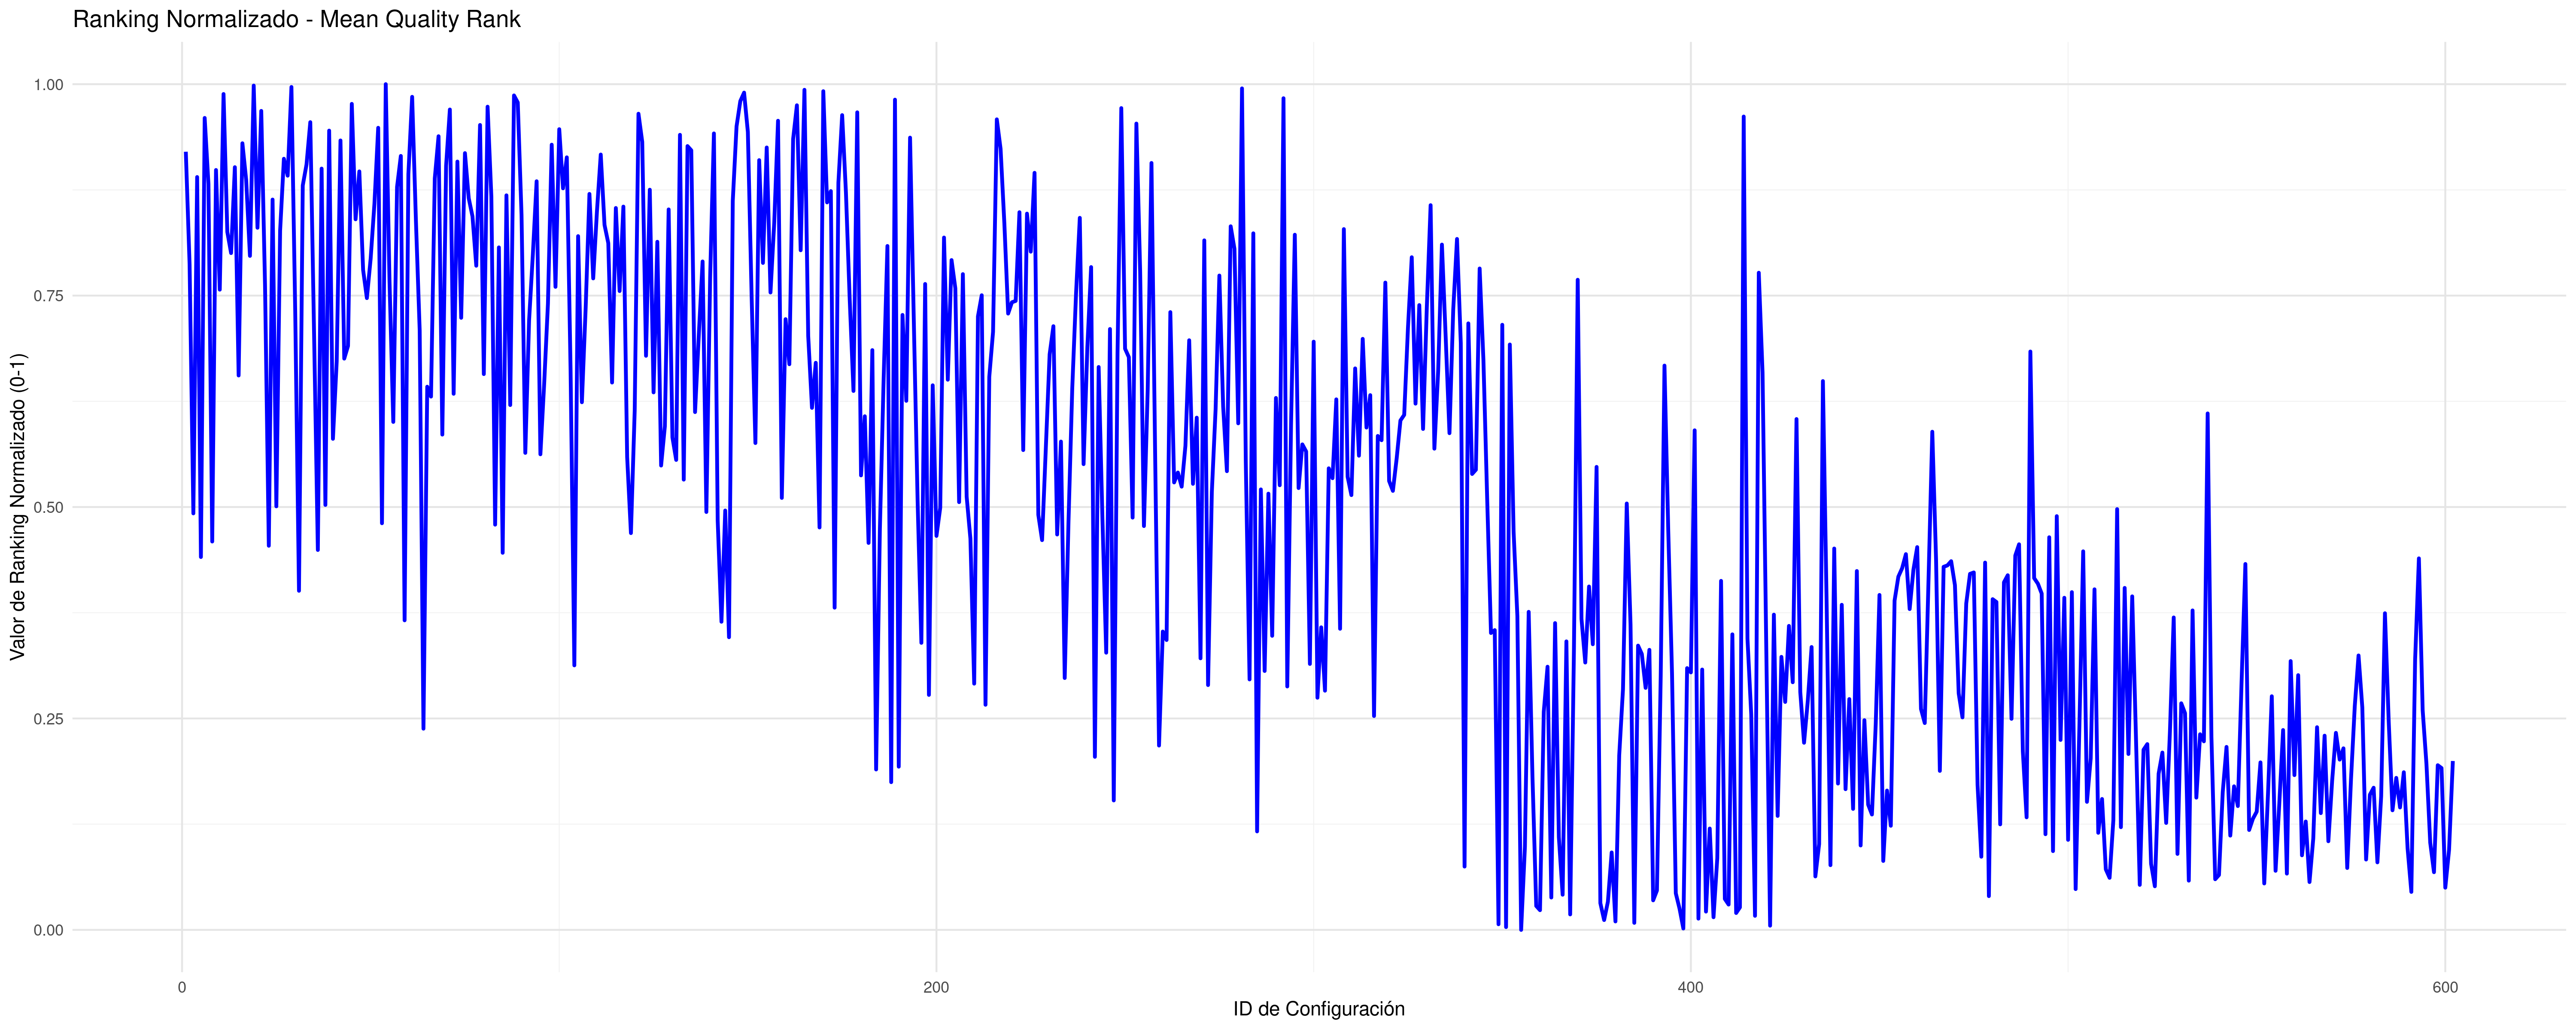 Ranking Normalizado - Mean Quality Rank
Valor de Ranking Normalizado (0-1)
1.00
0.75
0.50
0.25
0.00
0 200 400 600
ID de Configuración